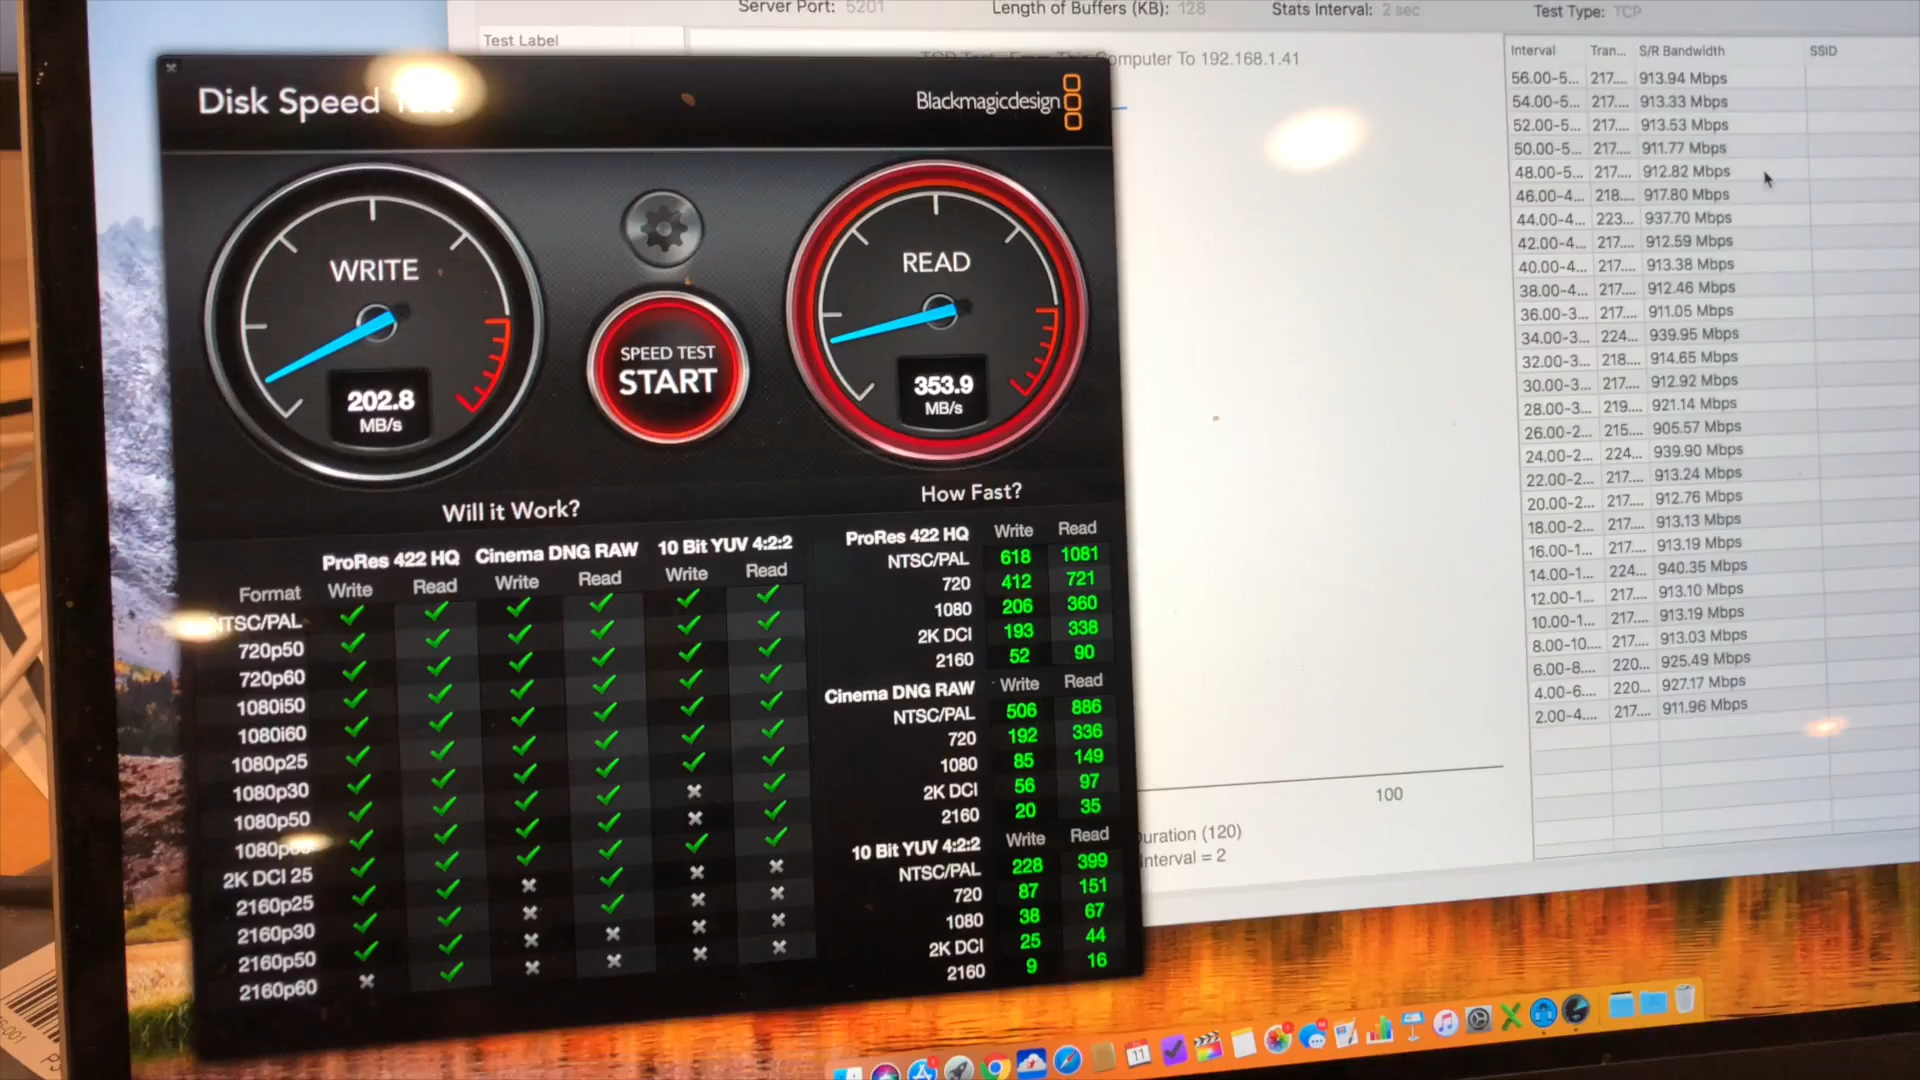 Server Port: 5201
Length of Buffers (KB): 128
Stats Interval: 2 sec
Test Type: TCP
Test Label
Computer To 192.168.1.41
Interval Tran... S/R Bandwidth SSID
56.00-5... 217.... 913.94 Mbps
54.00-5... 217.... 913.33 Mbps
52.00-5... 217.... 913.53 Mbps
50.00-5... 217.... 911.77 Mbps
48.00-5... 217.... 912.82 Mbps
46.00-4... 218.... 917.80 Mbps
44.00-4... 223... 937.70 Mbps
42.00-4... 217.... 912.59 Mbps
40.00-4... 217.... 913.38 Mbps
38.00-4... 217.... 912.46 Mbps
36.00-3... 217.... 911.05 Mbps
34.00-3... 224... 939.95 Mbps
32.00-3... 218.... 914.65 Mbps
30.00-3... 217.... 912.92 Mbps
28.00-3... 219.... 921.14 Mbps
26.00-2... 215.... 905.57 Mbps
24.00-2... 224... 939.90 Mbps
22.00-2... 217.... 913.24 Mbps
20.00-2... 217.... 912.76 Mbps
18.00-2... 217.... 913.13 Mbps
16.00-1... 217.... 913.19 Mbps
14.00-1... 224... 940.35 Mbps
12.00-1... 217.... 913.10 Mbps
10.00-1... 217.... 913.19 Mbps
8.00-10.... 217.... 913.03 Mbps
6.00-8.... 220... 925.49 Mbps
4.00-6.... 220... 927.17 Mbps
2.00-4.... 217.... 911.96 Mbps
100
Duration (120)
Interval = 2
Disk Speed
Blackmagicdesign
WRITE
202.8
MB/s
SPEED TEST
START
READ
353.9
MB/s
Will it Work?
ProRes 422 HQ Cinema DNG RAW 10 Bit YUV 4:2:2
Format Write Read Write Read Write Read
NTSC/PAL
720p50
720p60
1080i50
1080i60
1080p25
1080p30
1080p50
1080p60
2K DCI 25
2160p25
2160p30
2160p50
2160p60
How Fast?
ProRes 422 HQ Write Read
NTSC/PAL 618 1081
720 412 721
1080 206 360
2K DCI 193 338
2160 52 90
Cinema DNG RAW Write Read
NTSC/PAL 506 886
720 192 336
1080 85 149
2K DCI 56 97
2160 20 35
10 Bit YUV 4:2:2 Write Read
NTSC/PAL 228 399
720 87 151
1080 38 67
2K DCI 25 44
2160 9 16
11